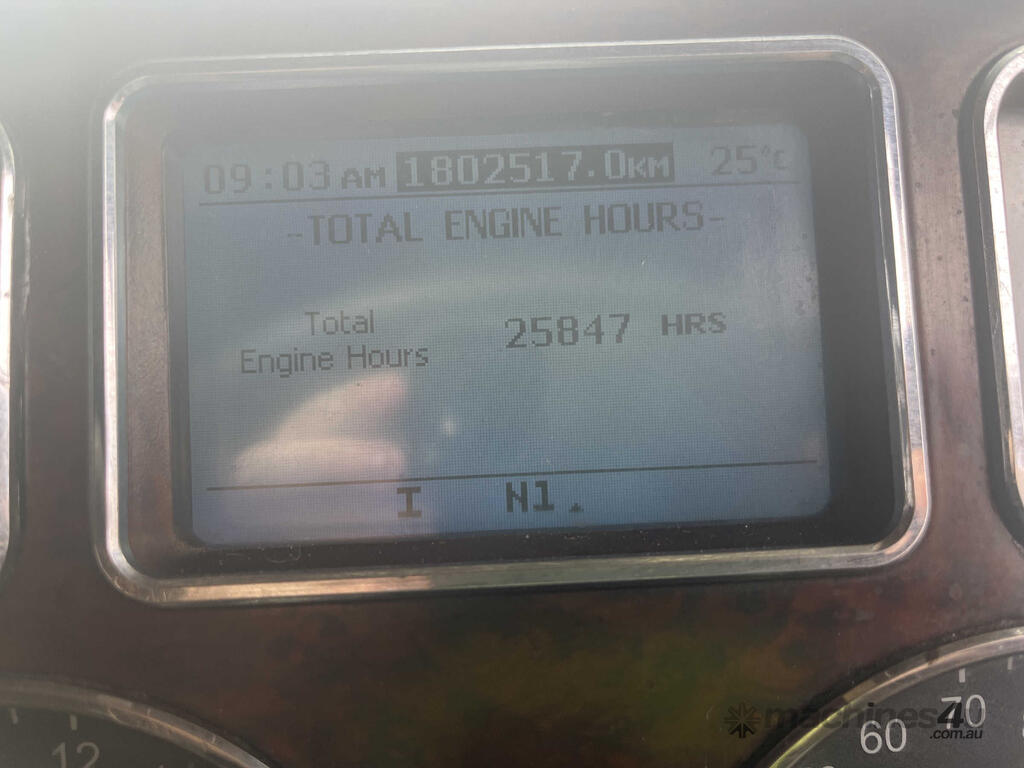 09:03 AM 1802517.0KM 25°C
-TOTAL ENGINE HOURS-
Total
Engine Hours
25847 HRS
I N1.
70
60
12
machines4u
.com.au